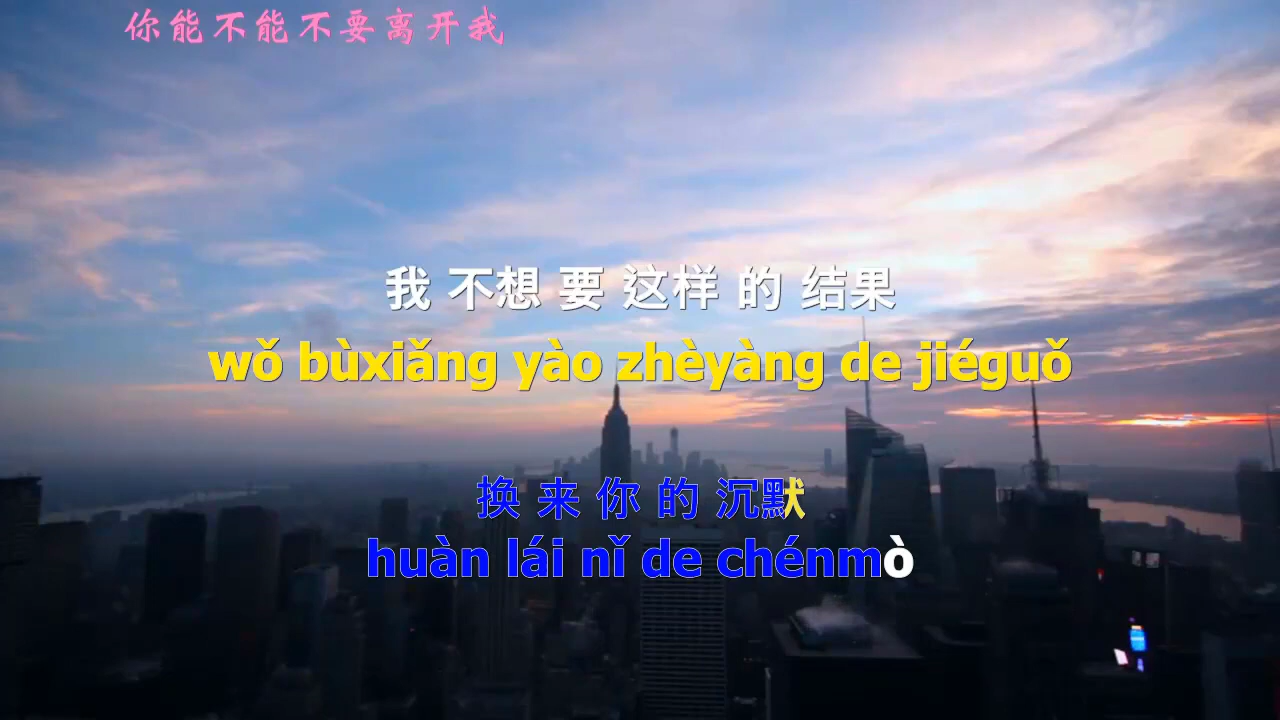 你能不能不要离开我
我 不想 要 这样 的 结果
wǒ bùxiǎng yào zhèyàng de jiéguǒ
换 来 你 的 沉默
huàn lái nǐ de chénmò